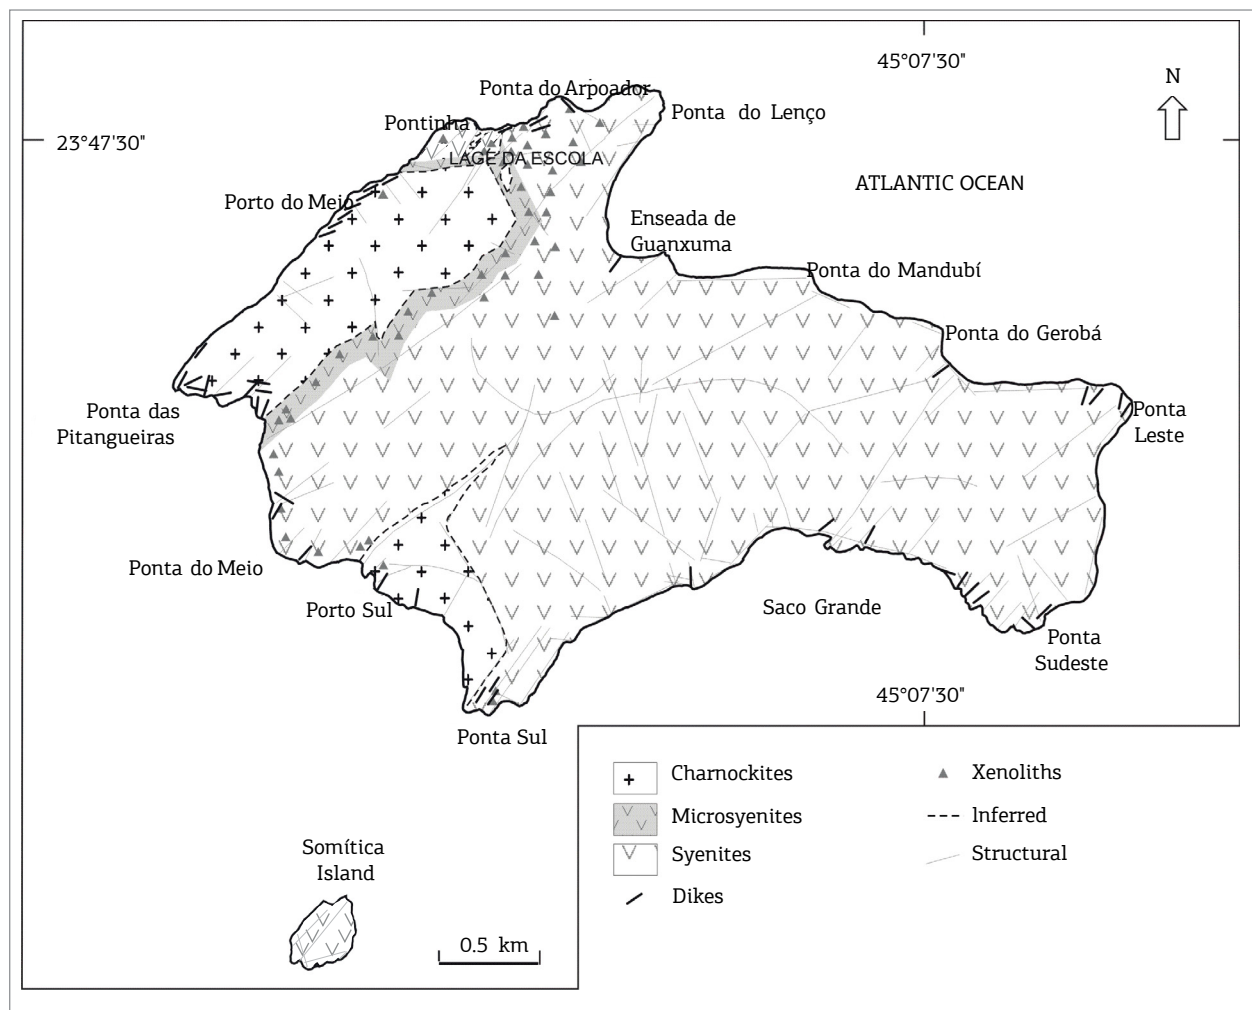 45°07'30"
N
Ponta do Arpoador
Ponta do Lenço
Pontinha
23°47'30"
LAGE DA ESCOLA
ATLANTIC OCEAN
Porto do Meio
Enseada de
Guanxuma
Ponta do Mandubí
Ponta do Gerobá
Ponta das
Pitangueiras
Ponta
Leste
Ponta do Meio
Porto Sul
Saco Grande
Ponta
Sudeste
45°07'30"
Ponta Sul
Charnockites
Xenoliths
Microsyenites
Inferred
Syenites
Structural
Dikes
Somítica
Island
0.5 km